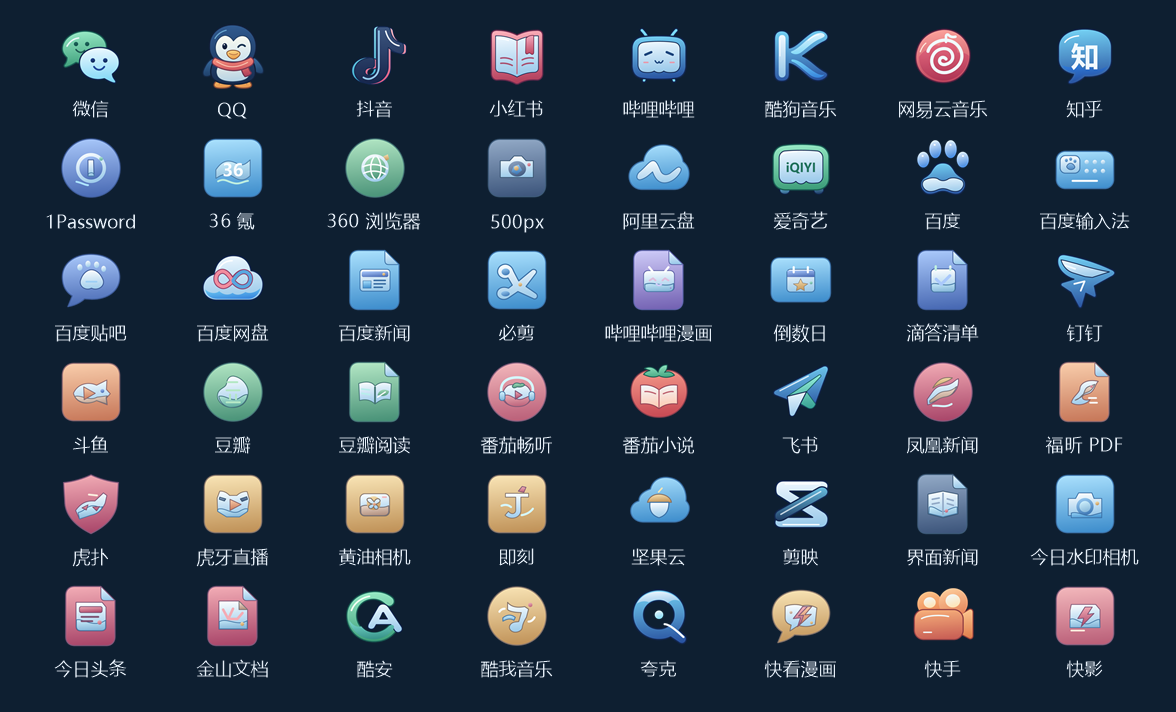 知
微信 QQ 抖音 小红书 哔哩哔哩 酷狗音乐 网易云音乐 知乎
36 iQIYI
1Password 36 氪 360 浏览器 500px 阿里云盘 爱奇艺 百度 百度输入法
百度贴吧 百度网盘 百度新闻 必剪 哔哩哔哩漫画 倒数日 滴答清单 钉钉
斗鱼 豆瓣 豆瓣阅读 番茄畅听 番茄小说 飞书 凤凰新闻 福昕 PDF
虎扑 虎牙直播 黄油相机 即刻 坚果云 剪映 界面新闻 今日水印相机
今日头条 金山文档 酷安 酷我音乐 夸克 快看漫画 快手 快影